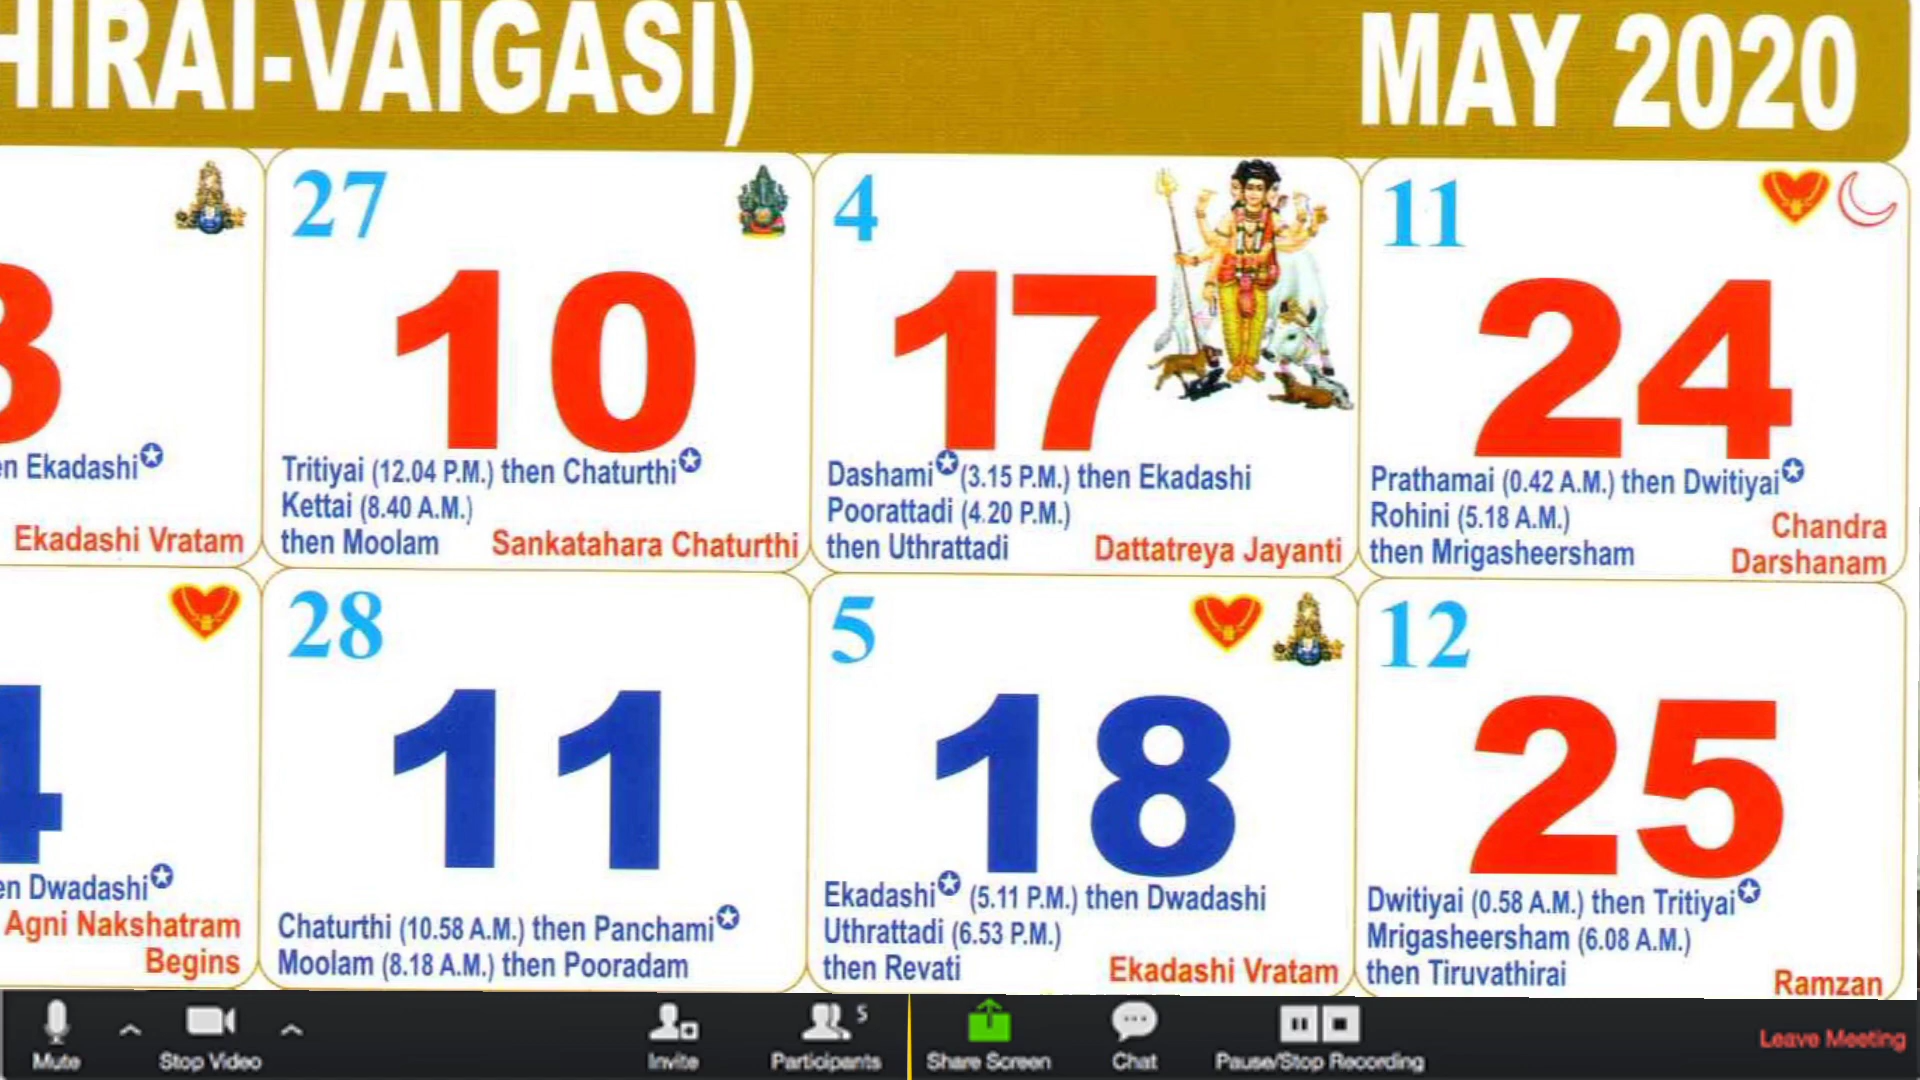 HIRAI-VAIGASI)
MAY 2020
en Ekadashi
Ekadashi Vratam
27
10
Tritiyai (12.04 P.M.) then Chaturthi
Kettai (8.40 A.M.)
then Moolam
Sankatahara Chaturthi
4
17
Dashami (3.15 P.M.) then Ekadashi
Poorattadi (4.20 P.M.)
then Uthrattadi
Dattatreya Jayanti
11
24
Prathamai (0.42 A.M.) then Dwitiyai
Rohini (5.18 A.M.)
then Mrigasheersham
Chandra
Darshanam
4
en Dwadashi
Agni Nakshatram
Begins
28
11
Chaturthi (10.58 A.M.) then Panchami
Moolam (8.18 A.M.) then Pooradam
5
18
Ekadashi (5.11 P.M.) then Dwadashi
Uthrattadi (6.53 P.M.)
then Revati
Ekadashi Vratam
12
25
Dwitiyai (0.58 A.M.) then Tritiyai
Mrigasheersham (6.08 A.M.)
then Tiruvathirai
Ramzan
Mute
Stop Video
Invite
5
Participants
Share Screen
Chat
Pause/Stop Recording
Leave Meeting